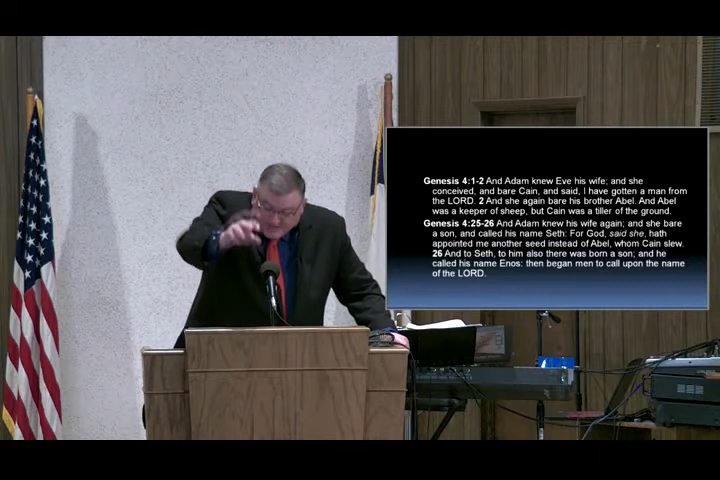 Genesis 4:1-2 And Adam knew Eve his wife; and she
conceived, and bare Cain, and said, I have gotten a man from
the LORD. 2 And she again bare his brother Abel. And Abel
was a keeper of sheep, but Cain was a tiller of the ground.
Genesis 4:25-26 And Adam knew his wife again; and she bare
a son, and called his name Seth: For God, said she, hath
appointed me another seed instead of Abel, whom Cain slew.
26 And to Seth, to him also there was born a son; and he
called his name Enos: then began men to call upon the name
of the LORD.